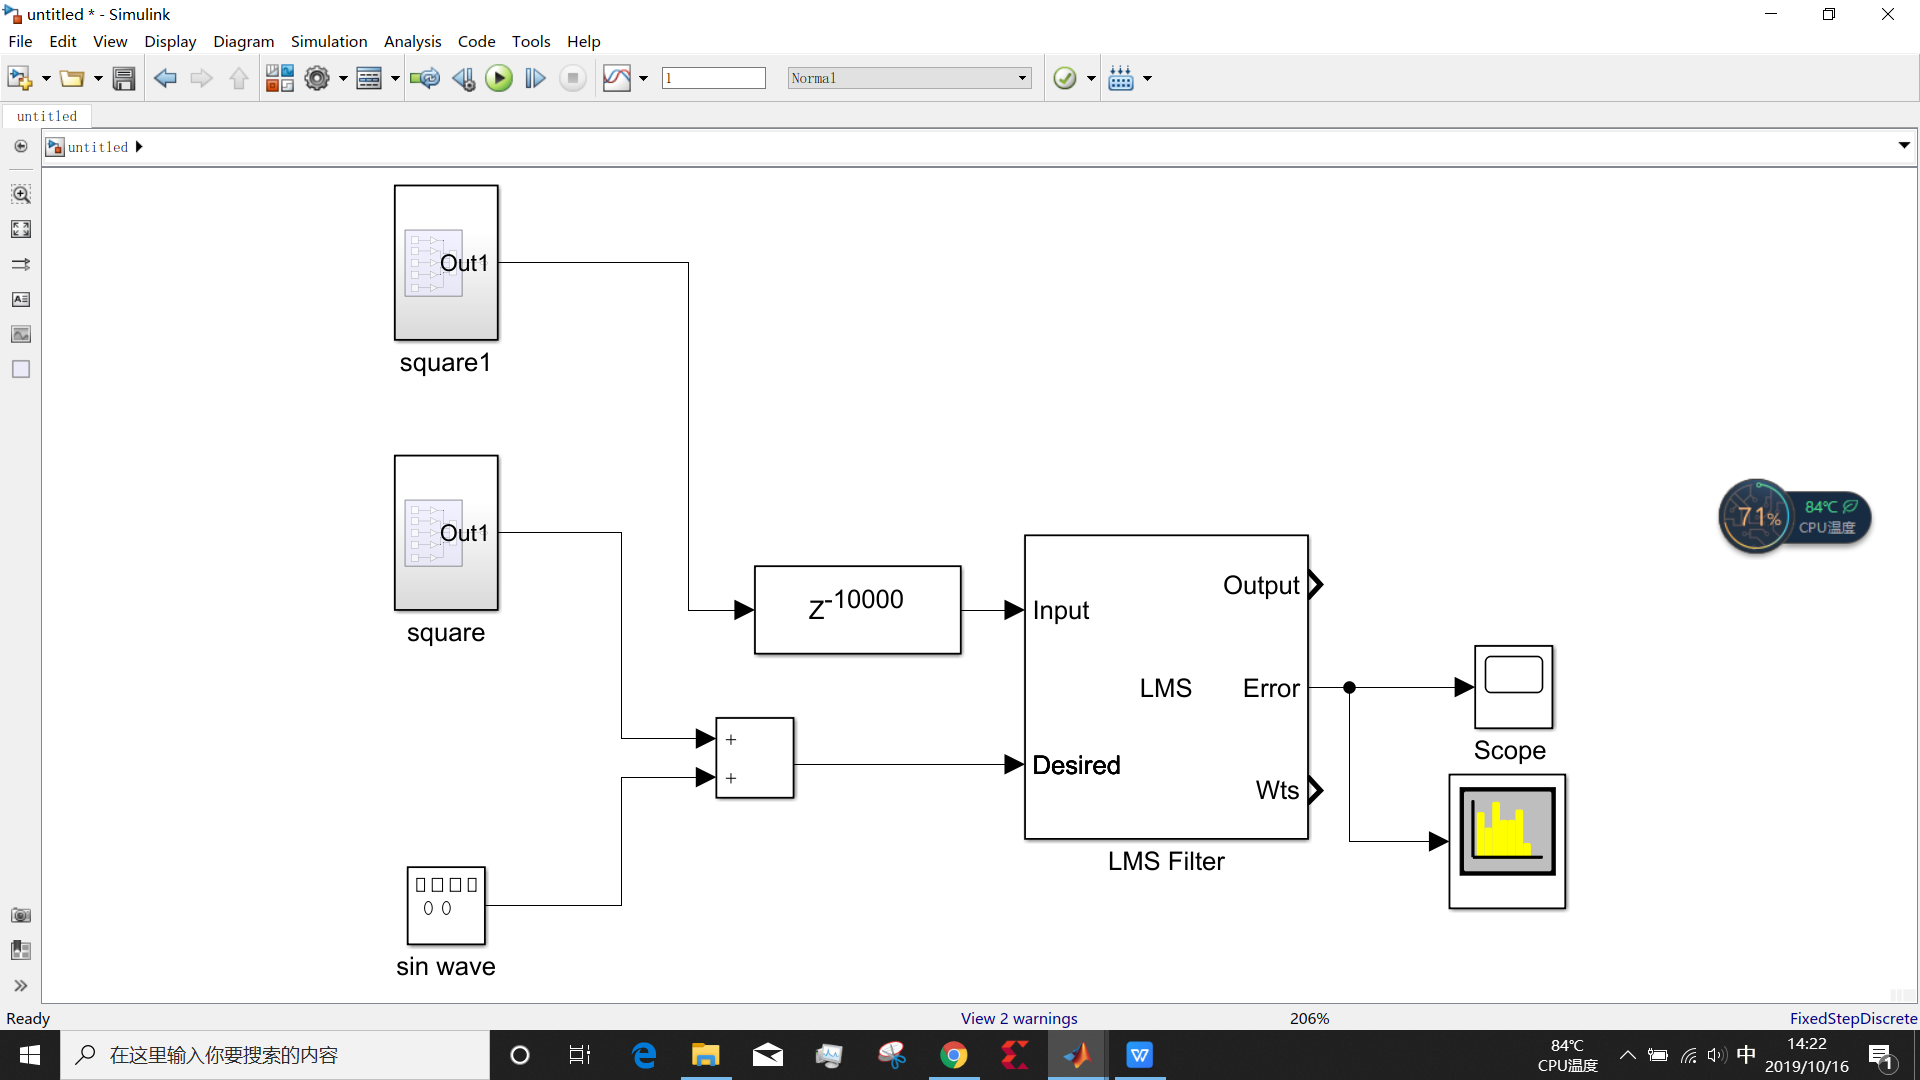 untitled * - Simulink
File Edit View Display Diagram Simulation Analysis Code Tools Help
1 Normal
untitled
untitled
Out1
square1
Out1
square
z-10000
Input
Output
LMS
Error
Desired
Wts
LMS Filter
+
+
sin wave
Scope
71%
84℃
CPU温度
Ready
View 2 warnings
206%
FixedStepDiscrete
在这里输入你要搜索的内容
84℃
CPU温度
中
14:22
2019/10/16
1